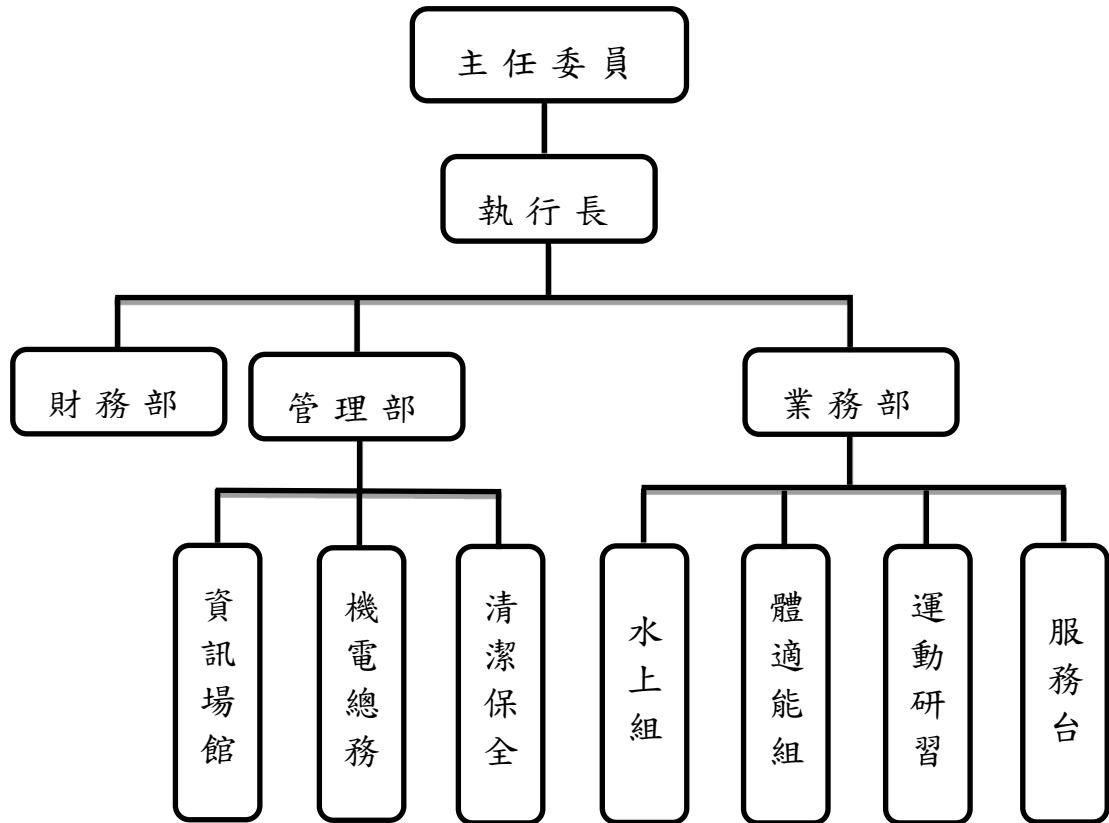 主任委員
執行長
財務部
管理部
業務部
資訊場館
機電總務
清潔保全
水上組
體適能組
運動研習
服務台